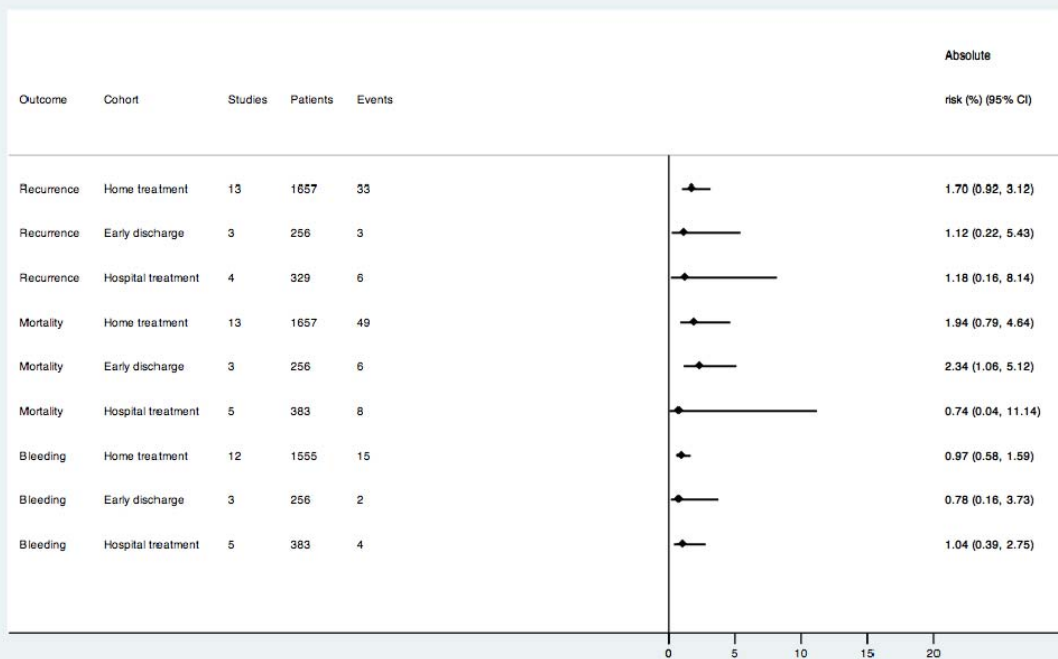 Absolute
Outcome Cohort Studies Patients Events risk (%) (95% CI)
Recurrence Home treatment 13 1657 33 1.70 (0.92, 3.12)
Recurrence Early discharge 3 256 3 1.12 (0.22, 5.43)
Recurrence Hospital treatment 4 329 6 1.18 (0.16, 8.14)
Mortality Home treatment 13 1657 49 1.94 (0.79, 4.64)
Mortality Early discharge 3 256 6 2.34 (1.06, 5.12)
Mortality Hospital treatment 5 383 8 0.74 (0.04, 11.14)
Bleeding Home treatment 12 1555 15 0.97 (0.58, 1.59)
Bleeding Early discharge 3 256 2 0.78 (0.16, 3.73)
Bleeding Hospital treatment 5 383 4 1.04 (0.39, 2.75)
0 5 10 15 20